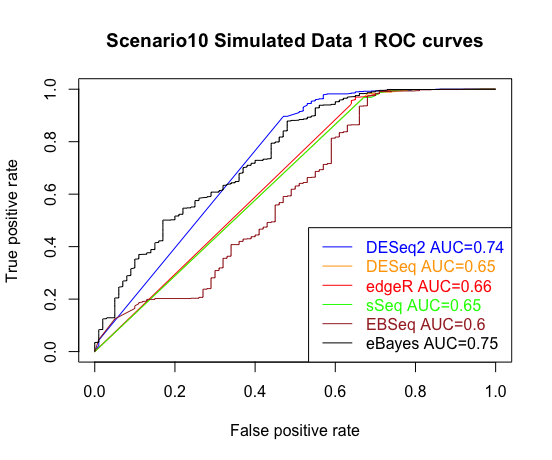 Scenario10 Simulated Data 1 ROC curves
True positive rate
1.0
0.8
0.6
0.4
0.2
0.0
DESeq2 AUC=0.74
DESeq AUC=0.65
edgeR AUC=0.66
sSeq AUC=0.65
EBSeq AUC=0.6
eBayes AUC=0.75
0.0 0.2 0.4 0.6 0.8 1.0
False positive rate